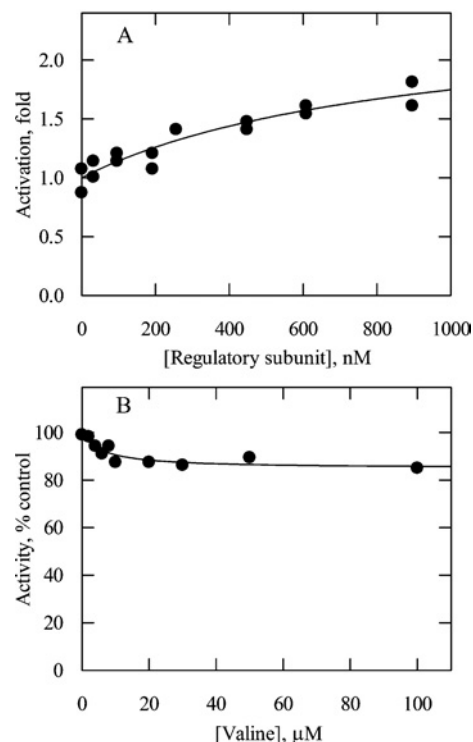 A
2.0
1.5
1.0
0.5
0.0
Activation, fold
0 200 400 600 800 1000
[Regulatory subunit], nM
B
100
80
60
40
20
0
Activity, % control
0 20 40 60 80 100
[Valine], μM